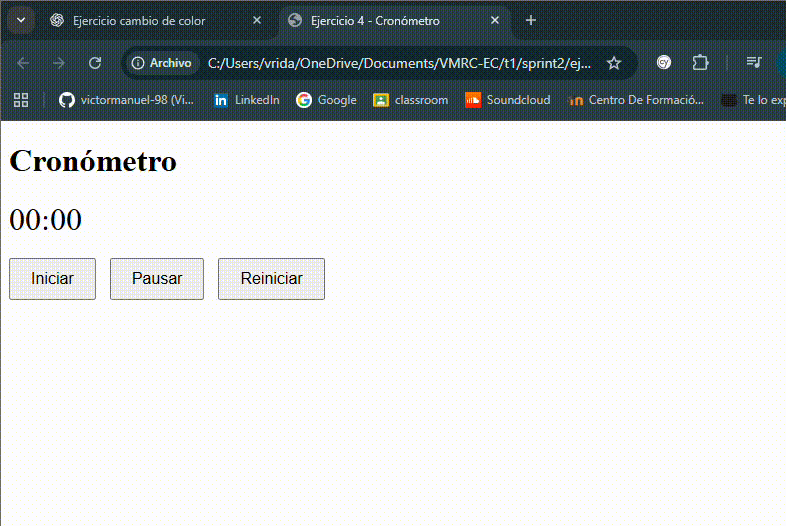 Ejercicio cambio de color
Ejercicio 4 - Cronómetro
Archivo C:/Users/vrida/OneDrive/Documents/VMRC-EC/t1/sprint2/ej...
victormanuel-98 (Vi... LinkedIn Google classroom Soundcloud Centro De Formació... Te lo exp
Cronómetro
00:00
Iniciar Pausar Reiniciar